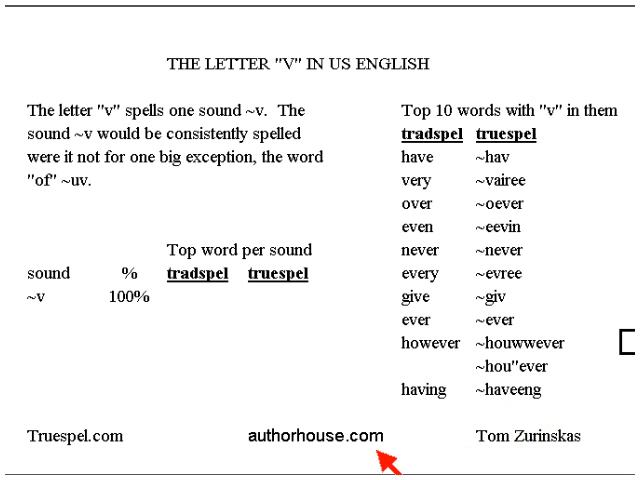 THE LETTER "V" IN US ENGLISH
The letter "v" spells one sound ~v. The
sound ~v would be consistently spelled
were it not for one big exception, the word
"of" ~uv.
Top word per sound
sound % tradspel truespel
~v 100%
Top 10 words with "v" in them
tradspel truespel
have ~hav
very ~vairee
over ~oever
even ~eevin
never ~never
every ~evree
give ~giv
ever ~ever
however ~houwwever
~hou"ever
having ~haveeng
Truespel.com authorhouse.com Tom Zurinskas